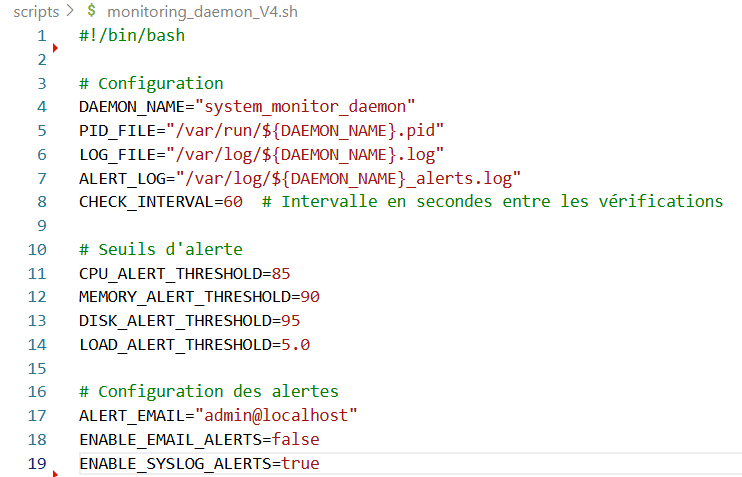 scripts > $ monitoring_daemon_V4.sh
1 #!/bin/bash
2
3 # Configuration
4 DAEMON_NAME="system_monitor_daemon"
5 PID_FILE="/var/run/${DAEMON_NAME}.pid"
6 LOG_FILE="/var/log/${DAEMON_NAME}.log"
7 ALERT_LOG="/var/log/${DAEMON_NAME}_alerts.log"
8 CHECK_INTERVAL=60  # Intervalle en secondes entre les vérifications
9
10 # Seuils d'alerte
11 CPU_ALERT_THRESHOLD=85
12 MEMORY_ALERT_THRESHOLD=90
13 DISK_ALERT_THRESHOLD=95
14 LOAD_ALERT_THRESHOLD=5.0
15
16 # Configuration des alertes
17 ALERT_EMAIL="admin@localhost"
18 ENABLE_EMAIL_ALERTS=false
19 ENABLE_SYSLOG_ALERTS=true